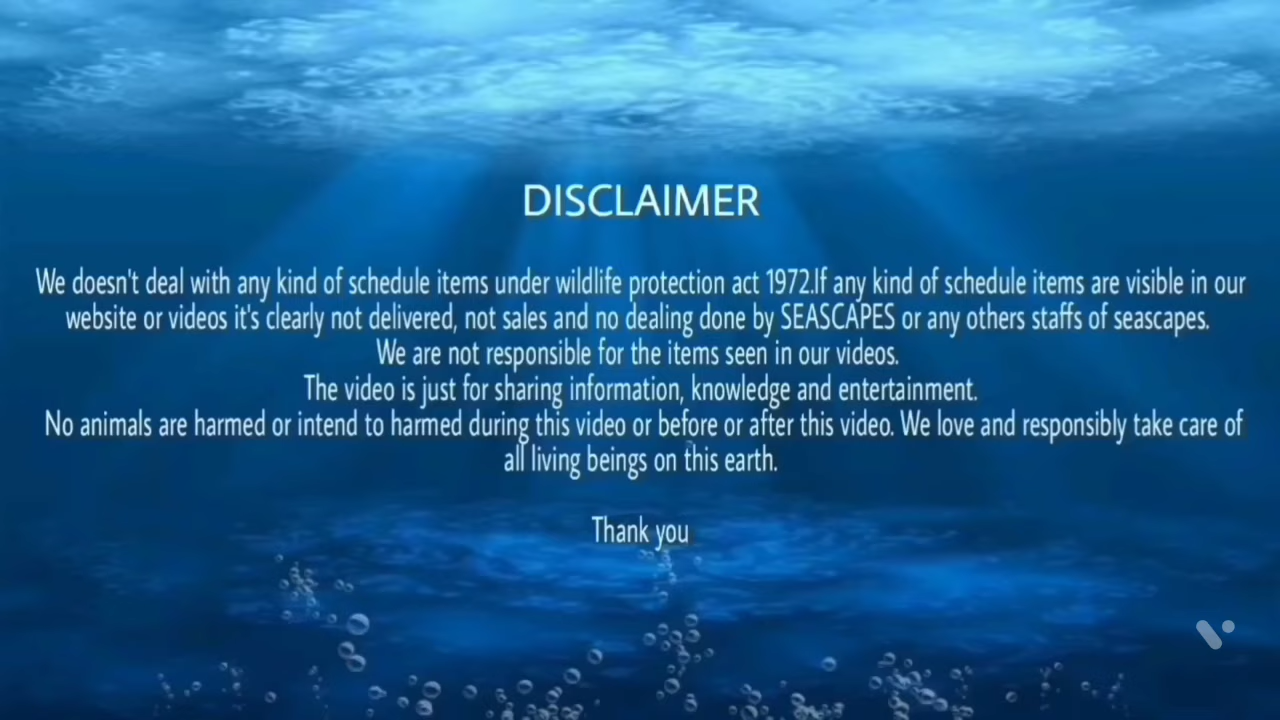 DISCLAIMER
We doesn't deal with any kind of schedule items under wildlife protection act 1972.If any kind of schedule items are visible in our
website or videos it's clearly not delivered, not sales and no dealing done by SEASCAPES or any others staffs of seascapes.
We are not responsible for the items seen in our videos.
The video is just for sharing information, knowledge and entertainment.
No animals are harmed or intend to harmed during this video or before or after this video. We love and responsibly take care of
all living beings on this earth.
Thank you